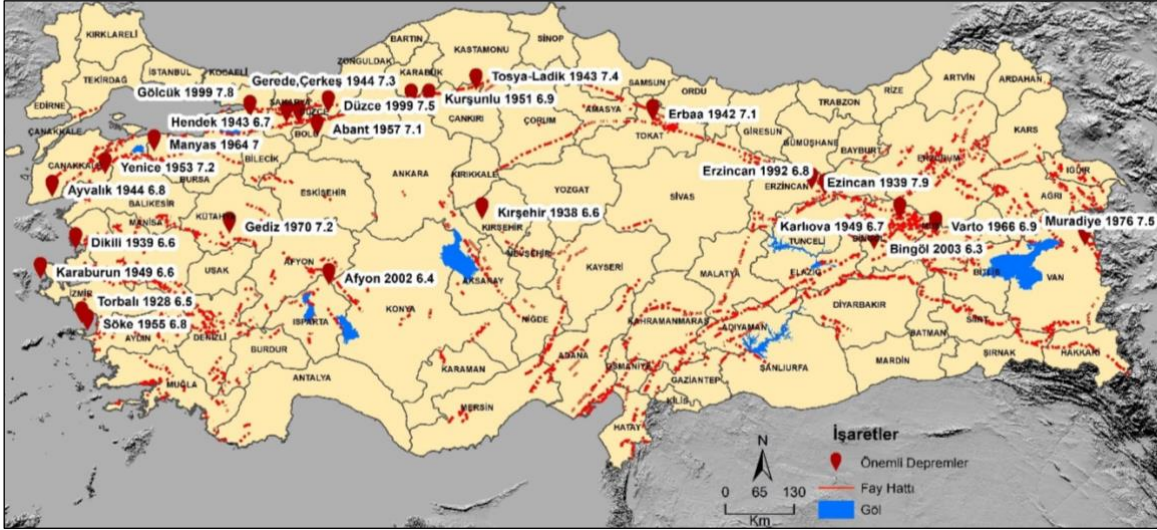 KIRKLARELİ
TEKİRDAĞ
EDİRNE
İSTANBUL
KOCAELİ
ZONGULDAK
BARTIN
KARABÜK
KASTAMONU
SİNOP
SAMSUN
ORDU
GİRESUN
TRABZON
RİZE
ARTVİN
ARDAHAN
KARS
Gerede,Çerkeş 1944 7.3
Tosya-Ladik 1943 7.4
Gölcük 1999 7.8
Düzce 1999 7.5
Kurşunlu 1951 6.9
Hendek 1943 6.7
Abant 1957 7.1
Erbaa 1942 7.1
Manyas 1964 7
Yenice 1953 7.2
Ayvalık 1944 6.8
ÇANAKKALE
ÇANAKKALE
BOLU
ÇANKIRI
ÇORUM
AMASYA
TOKAT
GÜMÜŞHANE
BAYBURT
ERZURUM
IĞDIR
AĞRI
BİLECİK
BURSA
BALIKESİR
ESKİŞEHİR
ANKARA
KIRIKKALE
YOZGAT
SİVAS
ERZİNCAN
Erzincan 1992 6.8
Ezincan 1939 7.9
Kırşehir 1938 6.6
KIRŞEHİR
Gediz 1970 7.2
KÜTAHYA
MANİSA
Dikili 1939 6.6
Karlıova 1949 6.7
Varto 1966 6.9
Muradiye 1976 7.5
Bingöl 2003 6.3
TUNCELİ
Karaburun 1949 6.6
UŞAK
AFYON
Afyon 2002 6.4
AKSARAY
NEVŞEHİR
KAYSERİ
MALATYA
ELAZIĞ
BİTLİS
VAN
İZMİR
Torbalı 1928 6.5
Söke 1955 6.8
AYDIN
DENİZLİ
ISPARTA
BURDUR
KONYA
NİĞDE
KAHRAMANMARAŞ
ADIYAMAN
DİYARBAKIR
BATMAN
SİİRT
ŞIRNAK
HAKKARİ
MUĞLA
ANTALYA
KARAMAN
MERSİN
ADANA
OSMANİYE
GAZİANTEP
KİLİS
ŞANLIURFA
MARDİN
HATAY
N
0 65 130
Km
İşaretler
Önemli Depremler
Fay Hattı
Göl